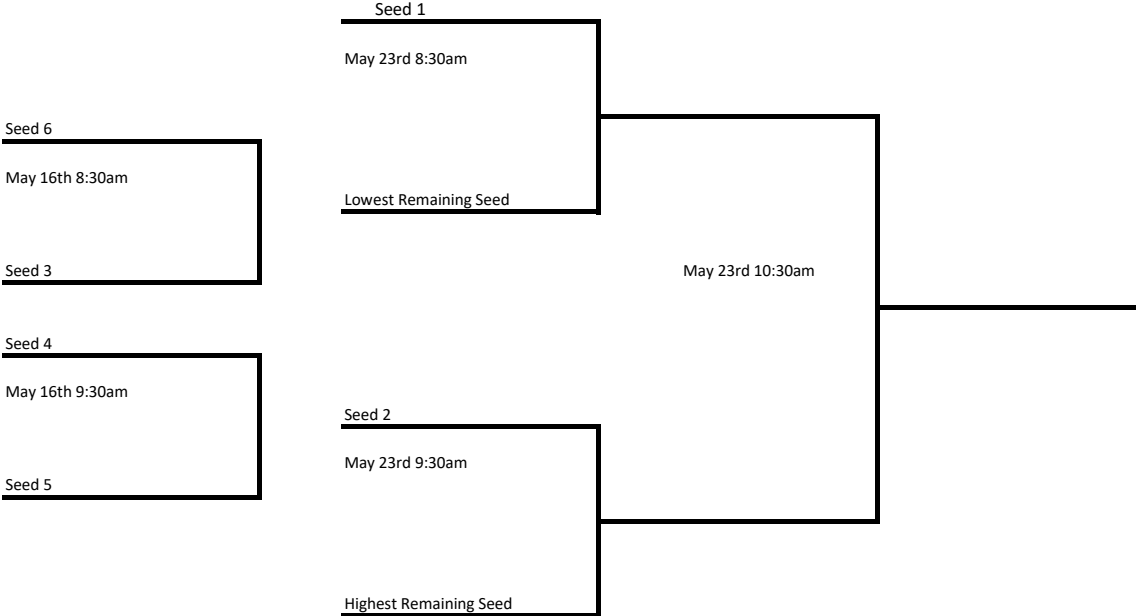 Seed 1
May 23rd 8:30am
Seed 6
May 16th 8:30am
Lowest Remaining Seed
Seed 3
May 23rd 10:30am
Seed 4
May 16th 9:30am
Seed 2
May 23rd 9:30am
Seed 5
Highest Remaining Seed